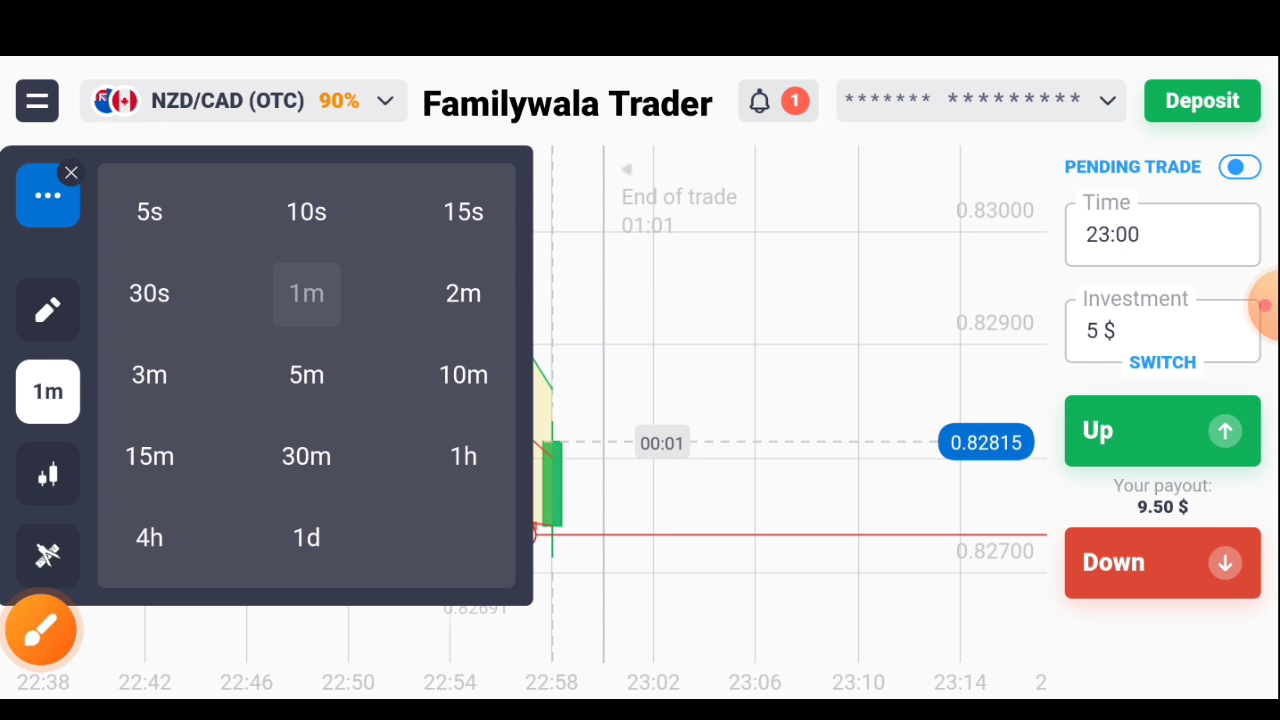 NZD/CAD (OTC) 90% Familywala Trader 1 ******* ********* Deposit
5s 10s 15s
30s 1m 2m
3m 5m 10m
15m 30m 1h
4h 1d
1m
End of trade
01:01
00:01
0.83000
0.82900
0.82815
0.82700
0.82691
22:38 22:42 22:46 22:50 22:54 22:58 23:02 23:06 23:10 23:14 2
PENDING TRADE
Time
23:00
Investment
5 $
SWITCH
Up
Your payout:
9.50 $
Down